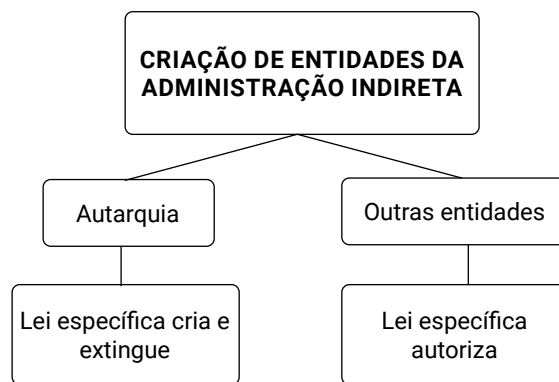 CRIAÇÃO DE ENTIDADES DA
ADMINISTRAÇÃO INDIRETA
Autarquia
Outras entidades
Lei específica cria e
extingue
Lei específica
autoriza